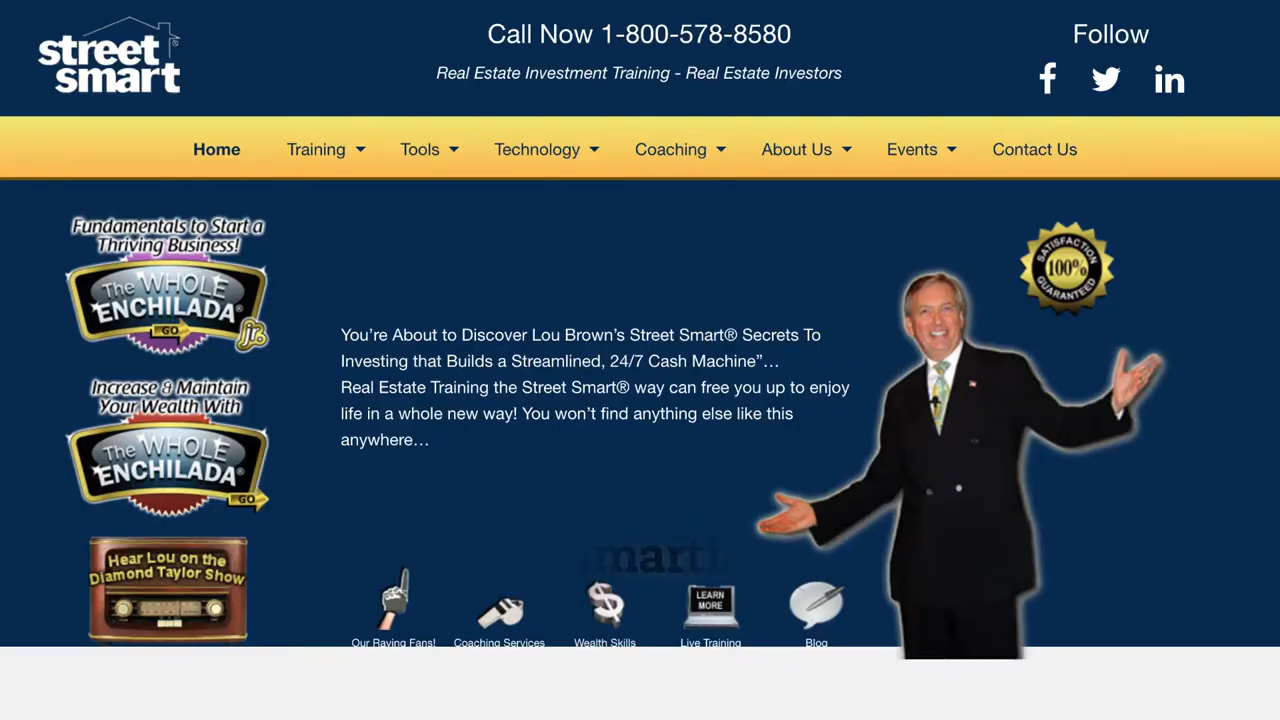 street
smart
Call Now 1-800-578-8580
Real Estate Investment Training - Real Estate Investors
Follow
Home
Training
Tools
Technology
Coaching
About Us
Events
Contact Us
Fundamentals to Start a
Thriving Business!
The WHOLE
ENCHILADA®
GO
jr.
Increase & Maintain
Your Wealth With
The WHOLE
ENCHILADA®
GO
Hear Lou on the
Diamond Taylor Show
You’re About to Discover Lou Brown’s Street Smart® Secrets To
Investing that Builds a Streamlined, 24/7 Cash Machine”…
Real Estate Training the Street Smart® way can free you up to enjoy
life in a whole new way! You won’t find anything else like this
anywhere…
SATISFACTION
100%
GUARANTEED
LEARN
MORE
Our Raving Fans!
Coaching Services
Wealth Skills
Live Training
Blog